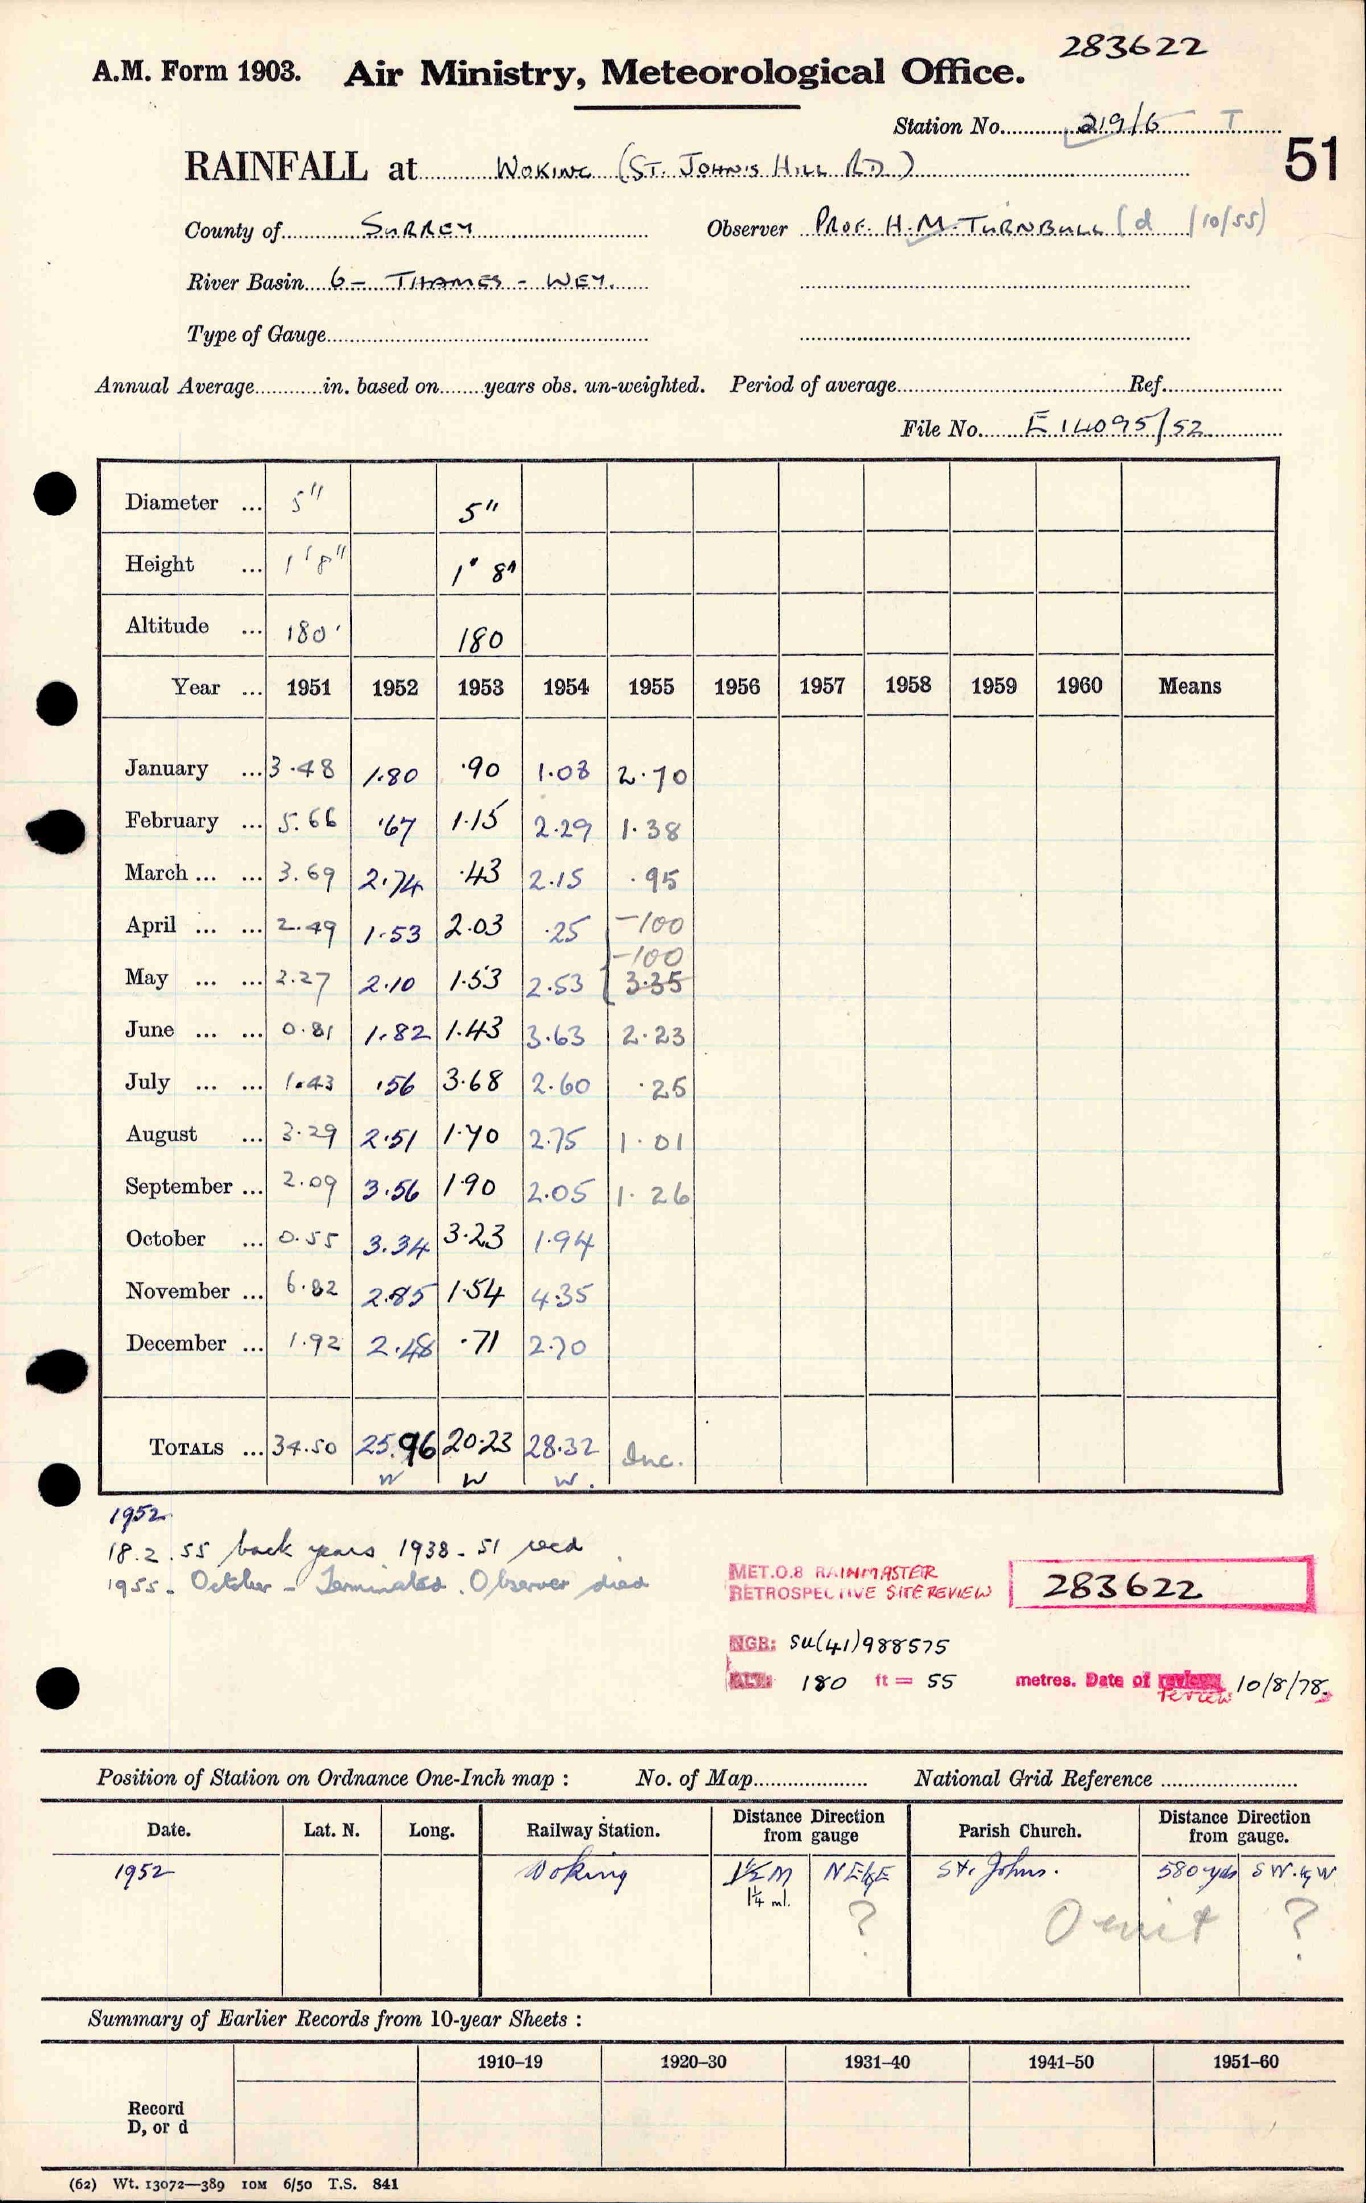 283622
A.M. Form 1903. Air Ministry, Meteorological Office.
Station No. 219/6 T
51
RAINFALL at WOKING (ST. JOHNS HILL RD)
County of SURREY Observer PROF. H.M. TURNBULL (d /10/55)
River Basin 6 - THAMES - WEY.
Type of Gauge
Annual Average in. based on years obs. un-weighted. Period of average Ref.
File No. E 14095/52
Diameter ... 5" 5"
Height ... 1'8" 1' 8"
Altitude ... 180' 180
Year ... 1951 1952 1953 1954 1955 1956 1957 1958 1959 1960 Means
January ... 3.48 1.80 .90 1.08 2.70
February ... 5.66 .67 1.15 2.29 1.38
March ... ... 3.69 2.74 .43 2.15 .95
April ... ... 2.49 1.53 2.03 .25 -100
-100
May ... ... 2.27 2.10 1.53 2.53 3.35
June ... ... 0.81 1.82 1.43 3.63 2.23
July ... ... 1.43 .56 3.68 2.60 .25
August ... 3.29 2.51 1.70 2.75 1.01
September ... 2.09 3.56 1.90 2.05 1.26
October ... 0.55 3.34 3.23 1.94
November ... 6.82 2.85 1.54 4.35
December ... 1.92 2.48 .71 2.70
TOTALS ... 34.50 25.96 20.23 28.32 Inc.
W W W.
1952
18.2.55 back years 1938-51 recd
1955 - October - Terminated. Observer died
MET.O.8 RAINMASTER
RETROSPECTIVE SITE REVIEW 283622
NGR: SU(41)988575
ALT: 180 ft = 55 metres. Date of review 10/8/78.
Position of Station on Ordnance One-Inch map : No. of Map National Grid Reference
Date. Lat. N. Long. Railway Station. Distance Direction from gauge Parish Church. Distance Direction from gauge.
1952 Woking 1½M NE by E St. Johns. 580 yds SW. by W
1¼ ml. ? Omit ?
Summary of Earlier Records from 10-year Sheets :
1910–19 1920–30 1931–40 1941–50 1951–60
Record
D, or d
(62) Wt. 13072—389 10M 6/50 T.S. 841